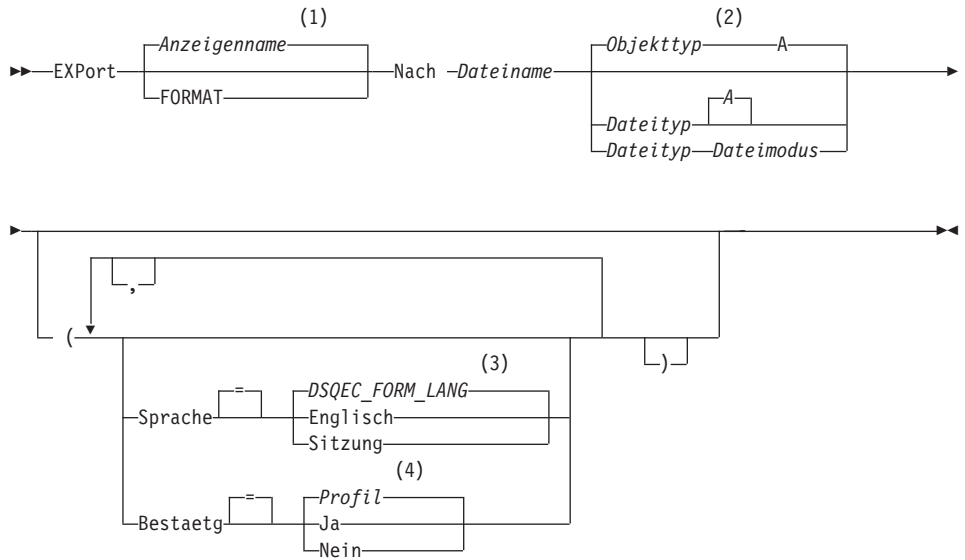 (1) (2)
Anzeigenname Objekttyp A
EXPort Nach Dateiname
FORMAT A
Dateityp
Dateityp Dateimodus
,
( )
(3)
= DSQEC_FORM_LANG
Sprache Englisch
Sitzung
(4)
= Profil
Bestaetg Ja
Nein